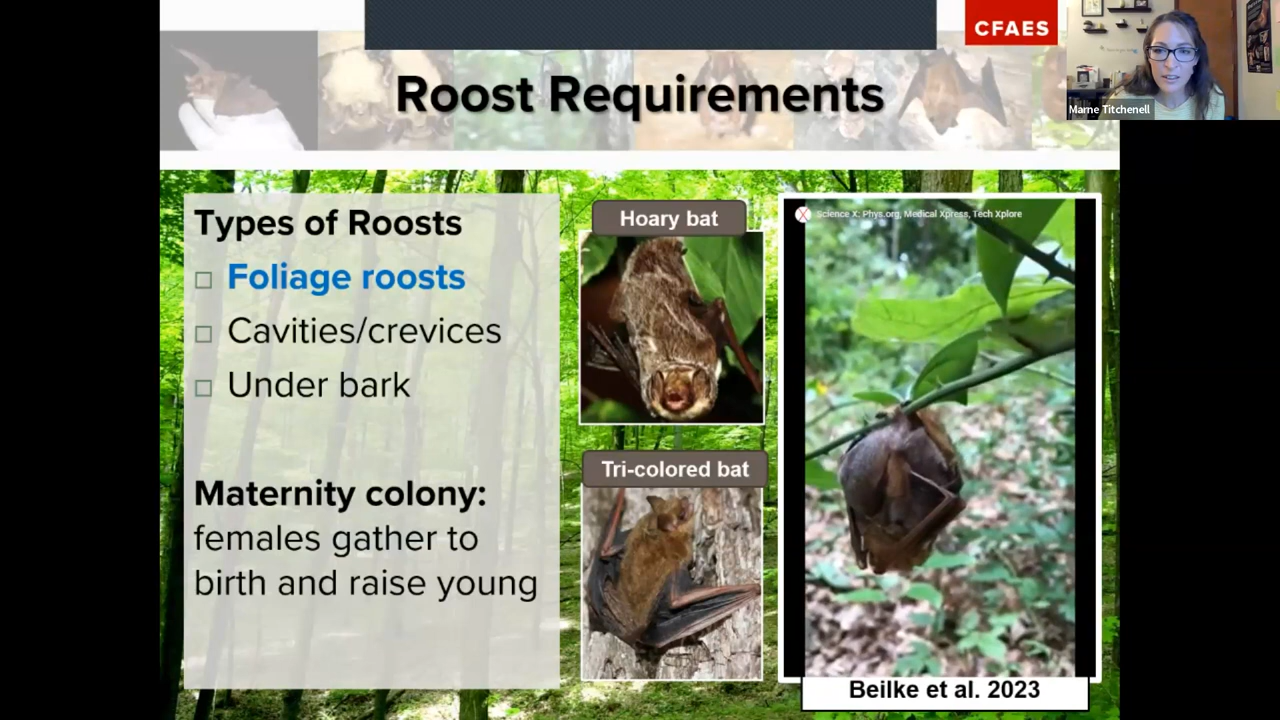 CFAES
Marne Titchenell
Roost Requirements
Types of Roosts
Foliage roosts
Cavities/crevices
Under bark
Maternity colony:
females gather to
birth and raise young
Hoary bat
Tri-colored bat
Science X: Phys.org, Medical Xpress, Tech Xplore
Beilke et al. 2023